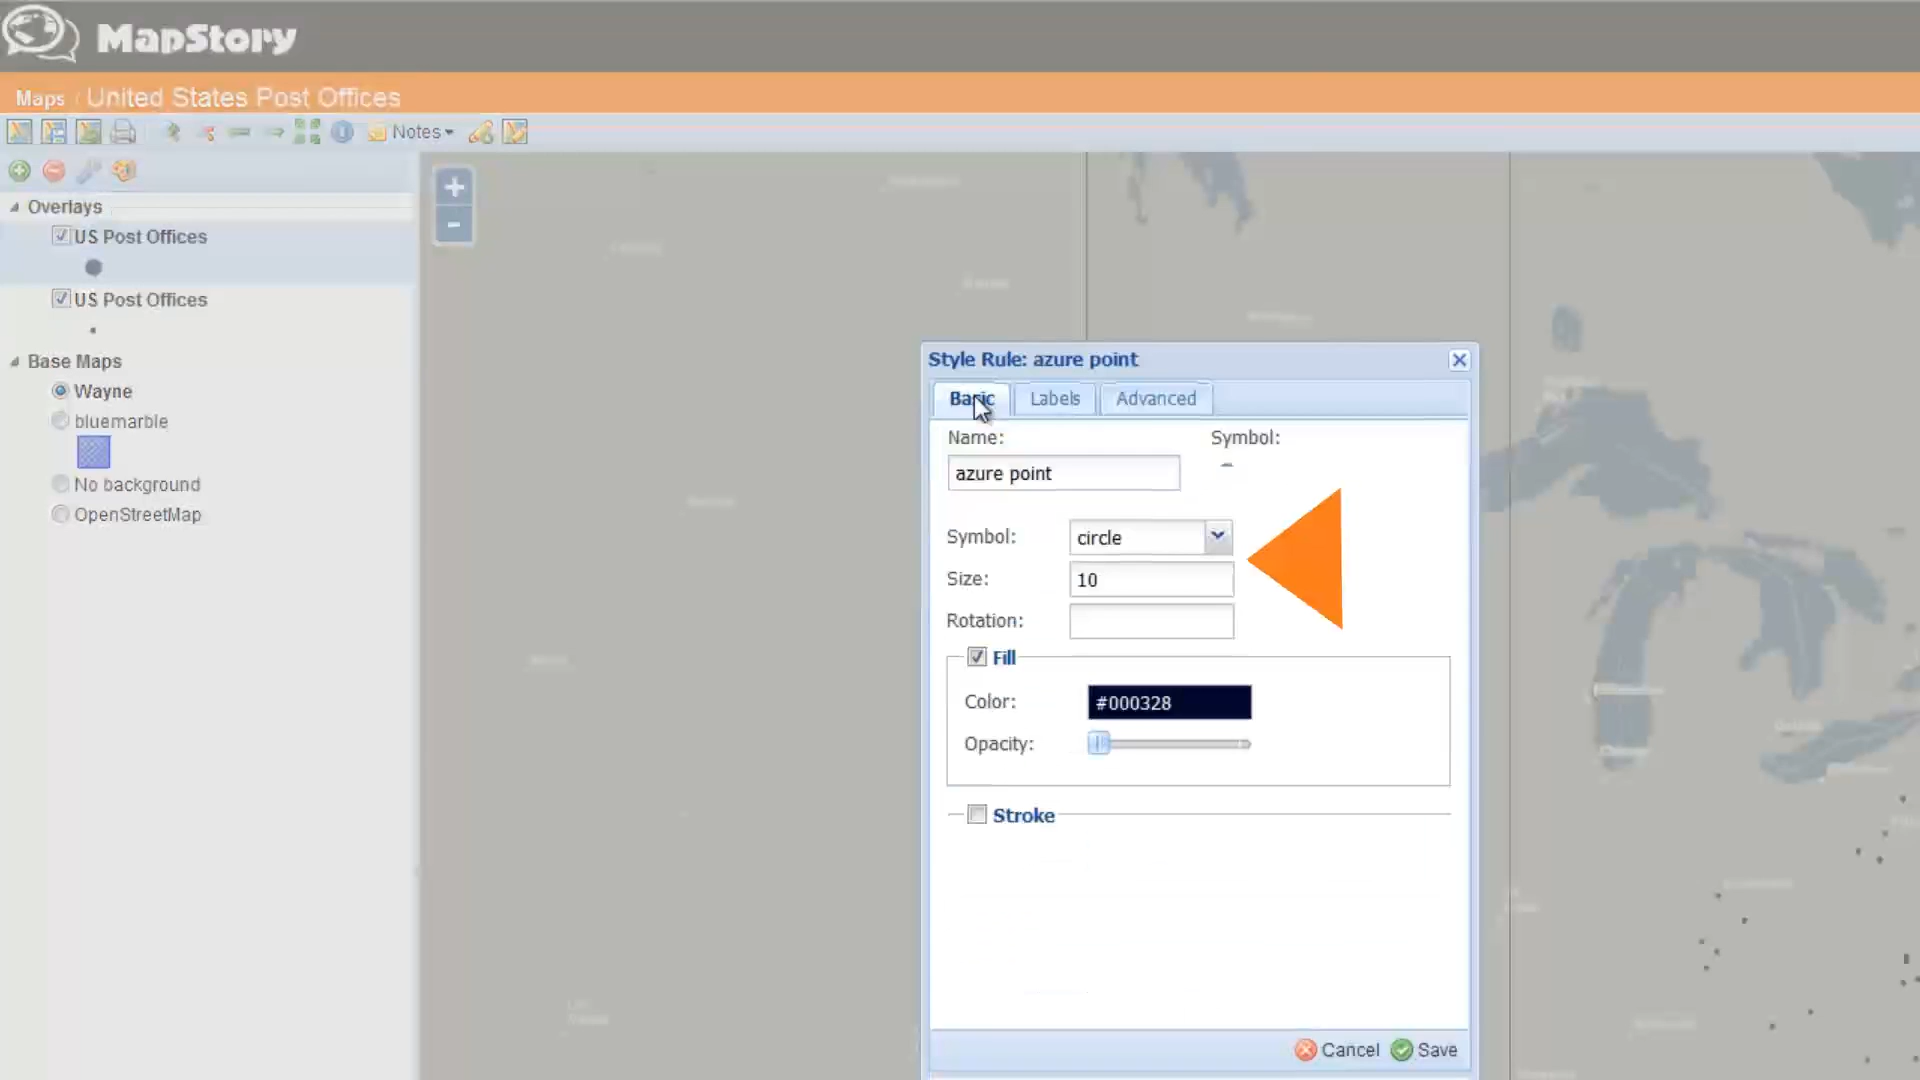 MapStory
Maps / United States Post Offices
Notes
Overlays
US Post Offices
US Post Offices
Base Maps
Wayne
bluemarble
No background
OpenStreetMap
+
-
Style Rule: azure point
Basic
Labels
Advanced
Name:
Symbol:
azure point
Symbol:
circle
Size:
10
Rotation:
Fill
Color:
#000328
Opacity:
Stroke
Cancel
Save